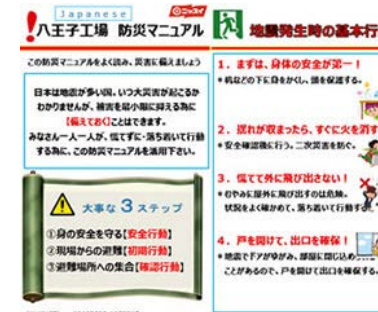 Japanese
八王子工場 防災マニュアル
この防災マニュアルをよく読み、災害に備えましょう
日本は地震が多い国。いつ大災害が起こるか
わかりませんが、被害を最小限に抑える為に
【備えておく】ことはできます。
みなさん一人一人が、慌てずに・落ち着いて行動
する為に、この防災マニュアルを活用下さい。
大事な3ステップ
①身の安全を守る【安全行動】
②現場からの避難【初期行動】
③避難場所への集合【確認行動】
地震発生時の基本行
1. まずは、身体の安全が第一！
*机などの下に身をかくし、頭を保護する。
2. 揺れが収まったら、すぐに火を消す
*安全確認後に行う。二次災害を防ぐ。
3. 慌てて外に飛び出さない！
*むやみに屋外に飛び出すのは危険。
状況をよく確かめて、落ち着いて行動す
4. 戸を開けて、出口を確保！
*地震でドアがゆがみ、部屋に閉じ込め
ことがあるので、戸を開けて出口を確保する。